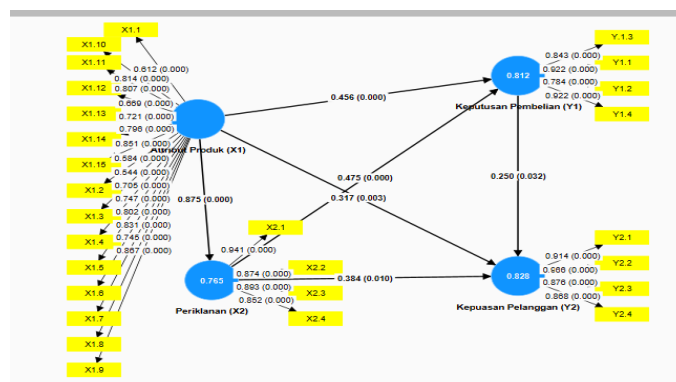 X1.1
X1.10
X1.11
X1.12
X1.13
X1.14
X1.15
X1.2
X1.3
X1.4
X1.5
X1.6
X1.7
X1.8
X1.9
0.612 (0.000)
0.814 (0.000)
0.807 (0.000)
0.669 (0.000)
0.721 (0.000)
0.796 (0.000)
0.851 (0.000)
0.584 (0.000)
0.544 (0.000)
0.705 (0.000)
0.747 (0.000)
0.802 (0.000)
0.831 (0.000)
0.746 (0.000)
0.867 (0.000)
Produk (X1)
0.456 (0.000)
0.875 (0.000)
0.475 (0.000)
0.317 (0.003)
0.812
Keputusan Pembelian (Y1)
0.843 (0.000)
0.922 (0.000)
0.784 (0.000)
0.922 (0.000)
Y.1.3
Y1.1
Y1.2
Y1.4
0.250 (0.032)
X2.1
0.941 (0.000)
0.765
Periklanan (X2)
0.874 (0.000)
0.893 (0.000)
0.852 (0.000)
X2.2
X2.3
X2.4
0.384 (0.010)
0.828
Kepuasan Pelanggan (Y2)
0.914 (0.000)
(0.000)
0.876 (0.000)
0.868 (0.000)
Y2.1
Y2.2
Y2.3
Y2.4